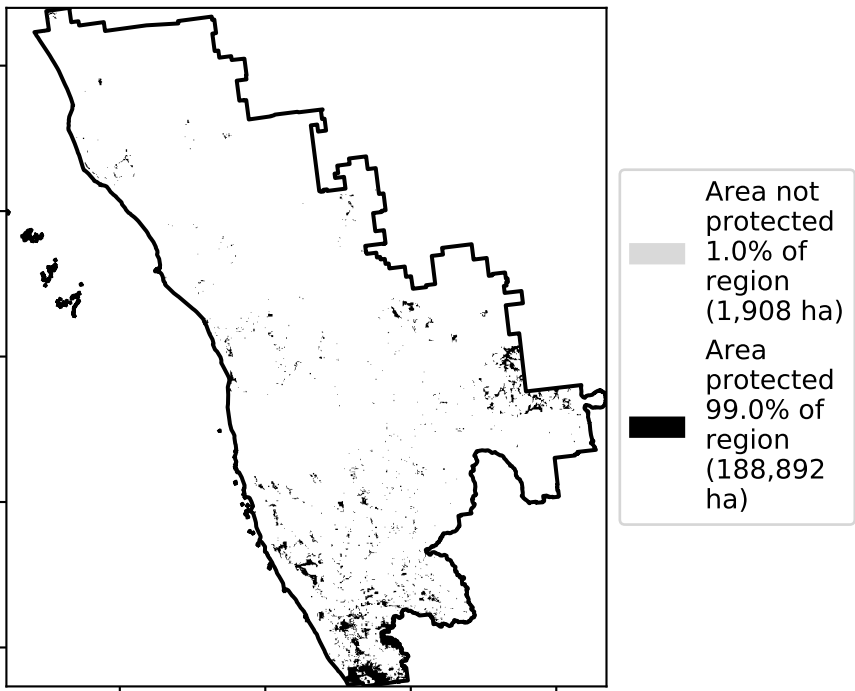 Area not
protected
1.0% of
region
(1,908 ha)
Area
protected
99.0% of
region
(188,892
ha)